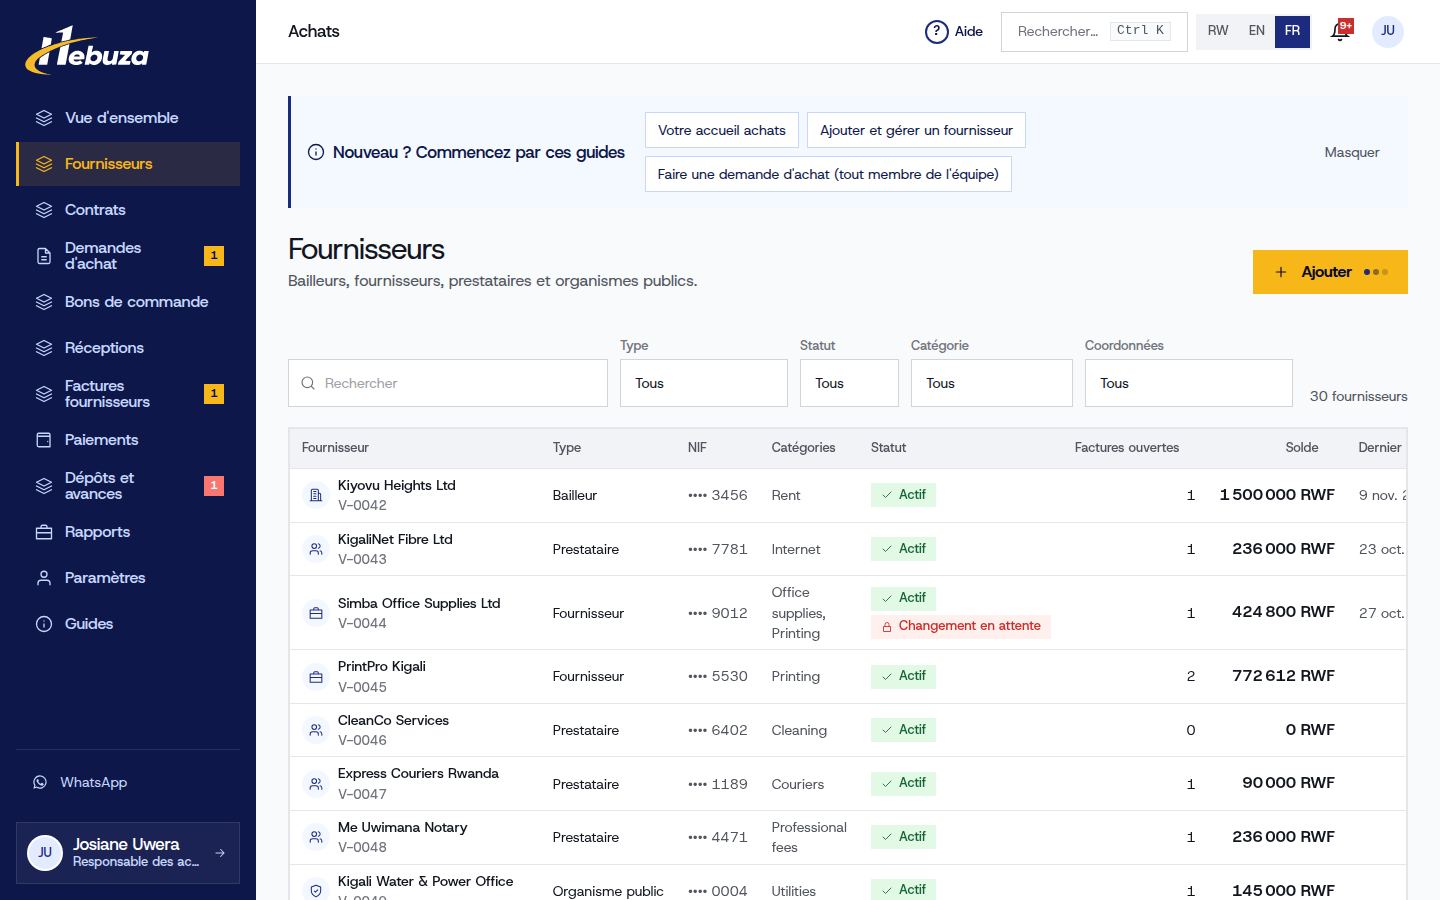 Hebuza
Achats
Aide
Rechercher... Ctrl K
RW EN FR
9+
JU
Vue d'ensemble
Fournisseurs
Contrats
Demandes d'achat 1
Bons de commande
Réceptions
Factures fournisseurs 1
Paiements
Dépôts et avances 1
Rapports
Paramètres
Guides
WhatsApp
JU
Josiane Uwera
Responsable des ac...
Nouveau ? Commencez par ces guides
Votre accueil achats
Ajouter et gérer un fournisseur
Faire une demande d'achat (tout membre de l'équipe)
Masquer
Fournisseurs
Bailleurs, fournisseurs, prestataires et organismes publics.
Ajouter
Type Statut Catégorie Coordonnées
Rechercher Tous Tous Tous Tous
30 fournisseurs
Fournisseur Type NIF Catégories Statut Factures ouvertes Solde Dernier
Kiyovu Heights Ltd
V-0042
Bailleur •••• 3456 Rent Actif 1 1 500 000 RWF 9 nov.
KigaliNet Fibre Ltd
V-0043
Prestataire •••• 7781 Internet Actif 1 236 000 RWF 23 oct.
Simba Office Supplies Ltd
V-0044
Fournisseur •••• 9012 Office supplies, Printing Actif
Changement en attente
1 424 800 RWF 27 oct.
PrintPro Kigali
V-0045
Fournisseur •••• 5530 Printing Actif 2 772 612 RWF
CleanCo Services
V-0046
Prestataire •••• 6402 Cleaning Actif 0 0 RWF
Express Couriers Rwanda
V-0047
Prestataire •••• 1189 Couriers Actif 1 90 000 RWF
Me Uwimana Notary
V-0048
Prestataire •••• 4471 Professional fees Actif 1 236 000 RWF
Kigali Water & Power Office
Organisme public •••• 0004 Utilities Actif 1 145 000 RWF